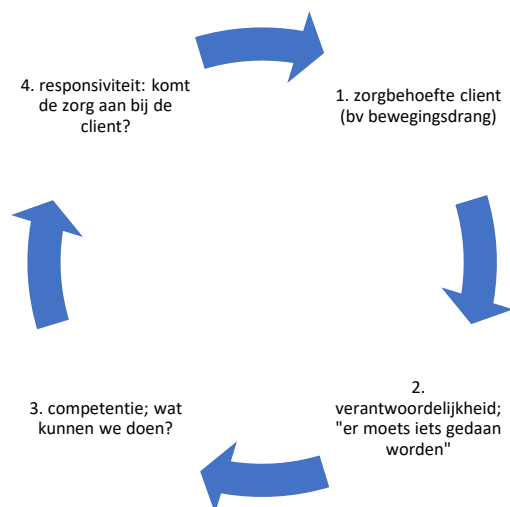 1. zorgbehoefte client
(bv bewegingsdrang)
2.
verantwoordelijkheid;
"er moets iets gedaan
worden"
3. competentie; wat
kunnen we doen?
4. responsiviteit: komt
de zorg aan bij de
client?